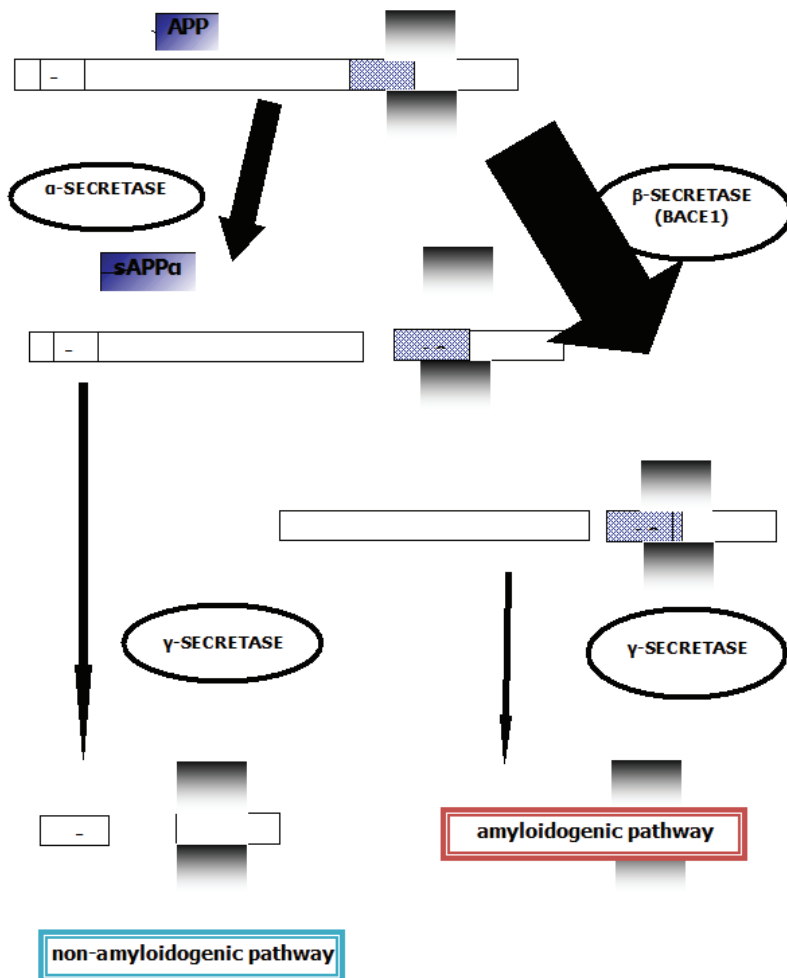 APP
α-SECRETASE
β-SECRETASE
(BACE1)
sAPPα
γ-SECRETASE
γ-SECRETASE
amyloidogenic pathway
non-amyloidogenic pathway